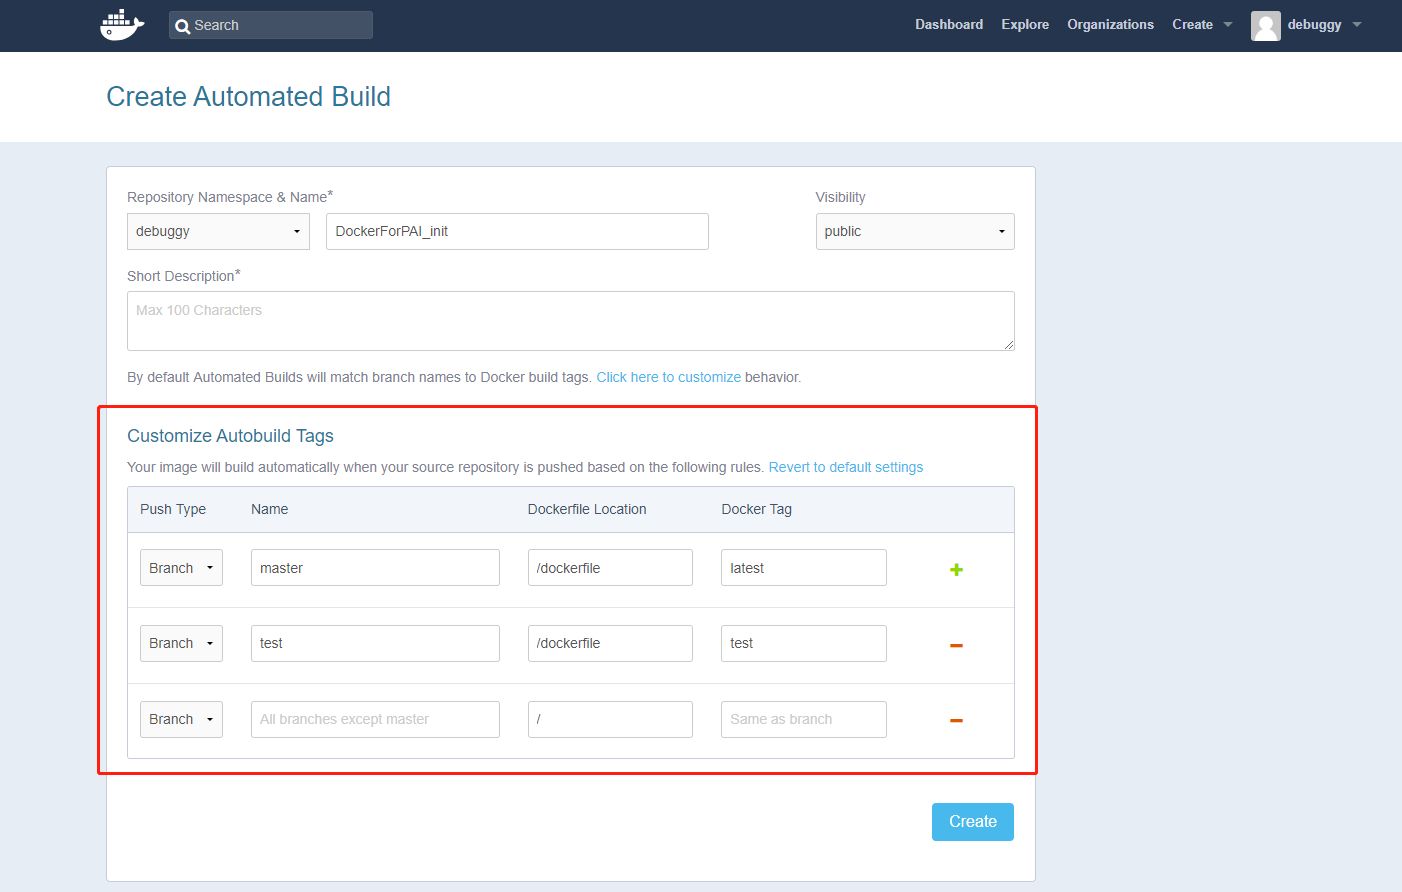 Search
Dashboard Explore Organizations Create debuggy
Create Automated Build
Repository Namespace & Name* Visibility
debuggy DockerForPAI_init public
Short Description*
Max 100 Characters
By default Automated Builds will match branch names to Docker build tags. Click here to customize behavior.
Customize Autobuild Tags
Your image will build automatically when your source repository is pushed based on the following rules. Revert to default settings
Push Type Name Dockerfile Location Docker Tag
Branch master /dockerfile latest
Branch test /dockerfile test
Branch All branches except master / Same as branch
Create